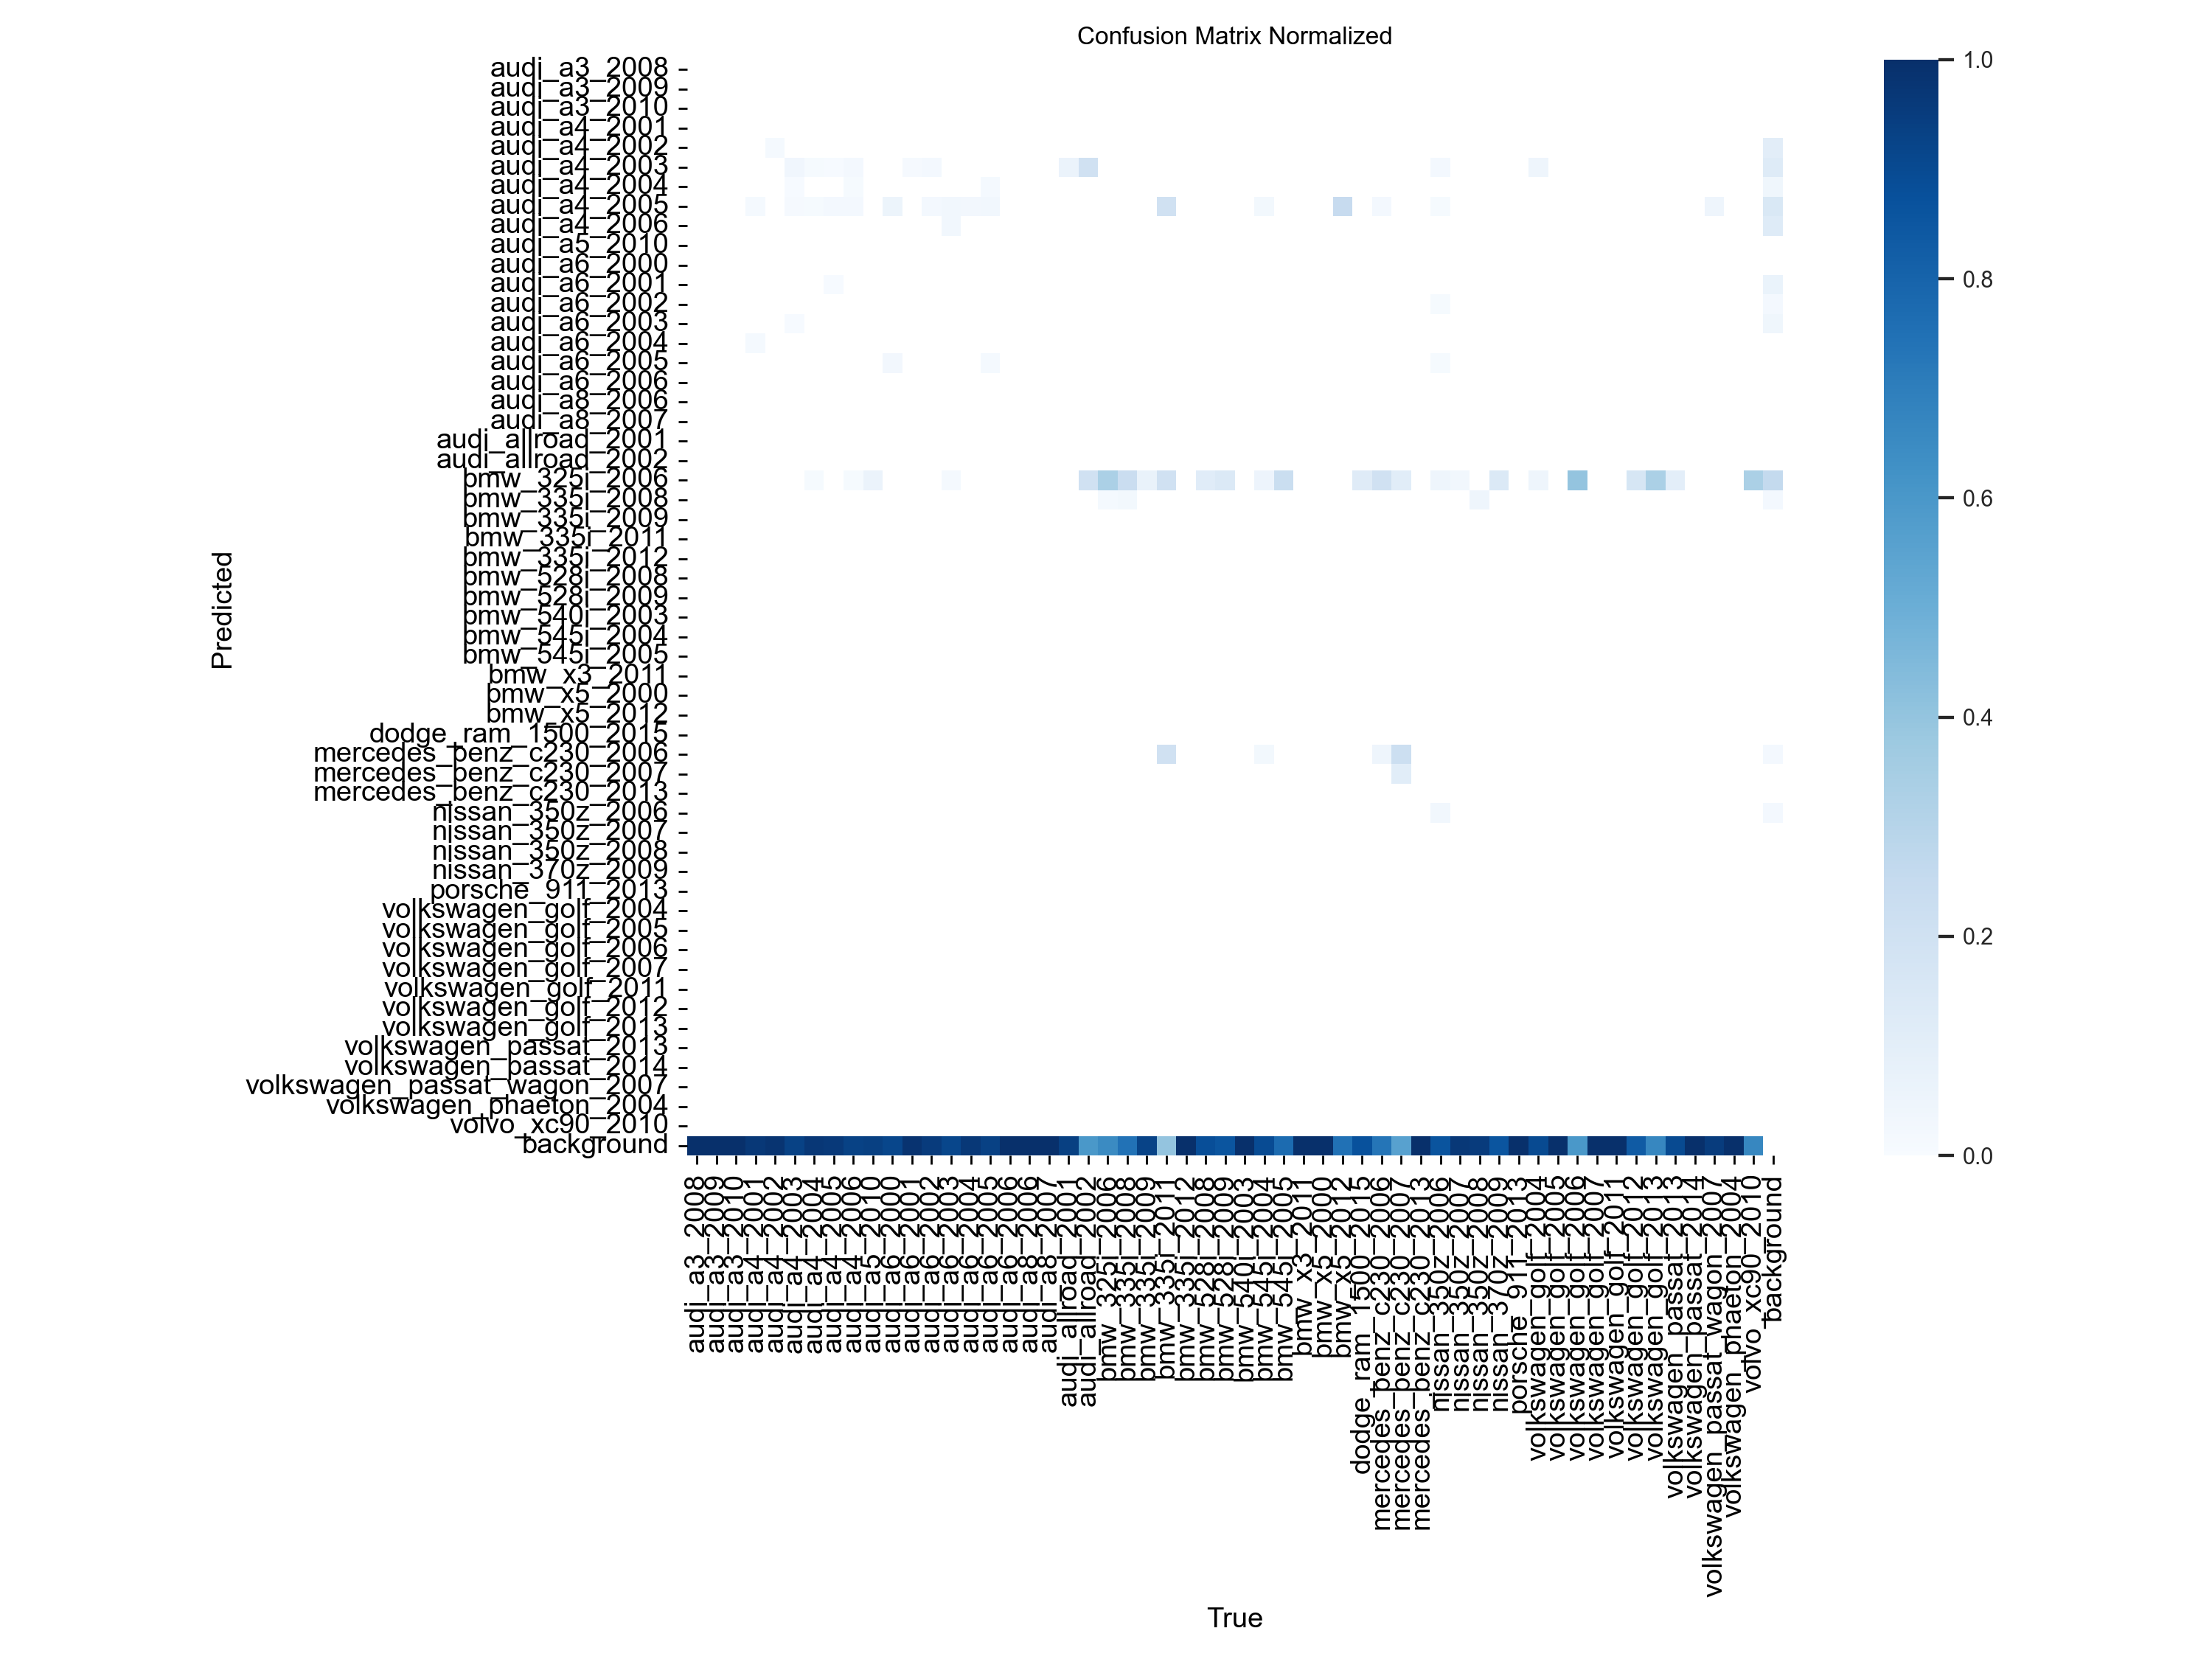 Confusion Matrix Normalized
audi_a3_2008
audi_a3_2009
audi_a3_2010
audi_a4_2001
audi_a4_2002
audi_a4_2003
audi_a4_2004
audi_a4_2005
audi_a4_2006
audi_a5_2010
audi_a6_2000
audi_a6_2001
audi_a6_2002
audi_a6_2003
audi_a6_2004
audi_a6_2005
audi_a6_2006
audi_a8_2006
audi_a8_2007
audi_allroad_2001
audi_allroad_2002
bmw_325i_2006
bmw_335i_2008
bmw_335i_2009
bmw_335i_2011
bmw_335i_2012
bmw_528i_2008
bmw_528i_2009
bmw_540i_2003
bmw_545i_2004
bmw_545i_2005
bmw_x3_2011
bmw_x5_2000
bmw_x5_2012
dodge_ram_1500_2015
mercedes_benz_c230_2006
mercedes_benz_c230_2007
mercedes_benz_c230_2013
nissan_350z_2006
nissan_350z_2007
nissan_350z_2008
nissan_370z_2009
porsche_911_2013
volkswagen_golf_2004
volkswagen_golf_2005
volkswagen_golf_2006
volkswagen_golf_2007
volkswagen_golf_2011
volkswagen_golf_2012
volkswagen_golf_2013
volkswagen_passat_2013
volkswagen_passat_2014
volkswagen_passat_wagon_2007
volkswagen_phaeton_2004
volvo_xc90_2010
background
Predicted
audi_a3_2008
audi_a3_2009
audi_a3_2010
audi_a4_2001
audi_a4_2002
audi_a4_2003
audi_a4_2004
audi_a4_2005
audi_a4_2006
audi_a5_2010
audi_a6_2000
audi_a6_2001
audi_a6_2002
audi_a6_2003
audi_a6_2004
audi_a6_2005
audi_a6_2006
audi_a8_2006
audi_a8_2007
audi_allroad_2001
audi_allroad_2002
bmw_325i_2006
bmw_335i_2008
bmw_335i_2009
bmw_335i_2011
bmw_335i_2012
bmw_528i_2008
bmw_528i_2009
bmw_540i_2003
bmw_545i_2004
bmw_545i_2005
bmw_x3_2011
bmw_x5_2000
bmw_x5_2012
dodge_ram_1500_2015
mercedes_benz_c230_2006
mercedes_benz_c230_2007
mercedes_benz_c230_2013
nissan_350z_2006
nissan_350z_2007
nissan_350z_2008
nissan_370z_2009
porsche_911_2013
volkswagen_golf_2004
volkswagen_golf_2005
volkswagen_golf_2006
volkswagen_golf_2007
volkswagen_golf_2011
volkswagen_golf_2012
volkswagen_golf_2013
volkswagen_passat_2013
volkswagen_passat_2014
volkswagen_passat_wagon_2007
volkswagen_phaeton_2004
volvo_xc90_2010
background
True
1.0
0.8
0.6
0.4
0.2
0.0